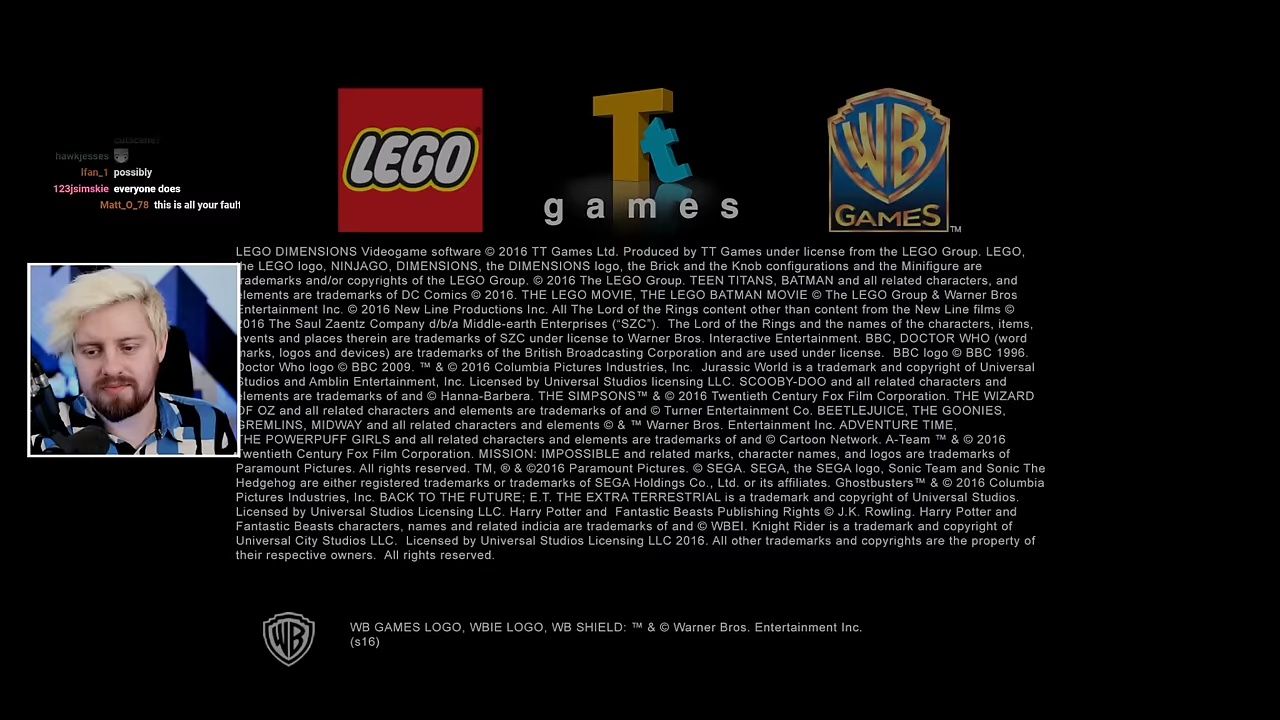 LEGO
Tt
games
WB
GAMES
TM
hawkjesses
lfan_1 possibly
123jsimskie everyone does
Matt_O_78 this is all your fault
LEGO DIMENSIONS Videogame software © 2016 TT Games Ltd. Produced by TT Games under license from the LEGO Group. LEGO,
the LEGO logo, NINJAGO, DIMENSIONS, the DIMENSIONS logo, the Brick and the Knob configurations and the Minifigure are
trademarks and/or copyrights of the LEGO Group. © 2016 The LEGO Group. TEEN TITANS, BATMAN and all related characters, and
elements are trademarks of DC Comics © 2016. THE LEGO MOVIE, THE LEGO BATMAN MOVIE © The LEGO Group & Warner Bros
Entertainment Inc. © 2016 New Line Productions Inc. All The Lord of the Rings content other than content from the New Line films ©
2016 The Saul Zaentz Company d/b/a Middle-earth Enterprises (“SZC”). The Lord of the Rings and the names of the characters, items,
events and places therein are trademarks of SZC under license to Warner Bros. Interactive Entertainment. BBC, DOCTOR WHO (word
marks, logos and devices) are trademarks of the British Broadcasting Corporation and are used under license. BBC logo © BBC 1996.
Doctor Who logo © BBC 2009. ™ & © 2016 Columbia Pictures Industries, Inc. Jurassic World is a trademark and copyright of Universal
Studios and Amblin Entertainment, Inc. Licensed by Universal Studios licensing LLC. SCOOBY-DOO and all related characters and
elements are trademarks of and © Hanna-Barbera. THE SIMPSONS™ & © 2016 Twentieth Century Fox Film Corporation. THE WIZARD
OF OZ and all related characters and elements are trademarks of and © Turner Entertainment Co. BEETLEJUICE, THE GOONIES,
GREMLINS, MIDWAY and all related characters and elements © & ™ Warner Bros. Entertainment Inc. ADVENTURE TIME,
THE POWERPUFF GIRLS and all related characters and elements are trademarks of and © Cartoon Network. A-Team ™ & © 2016
Twentieth Century Fox Film Corporation. MISSION: IMPOSSIBLE and related marks, character names, and logos are trademarks of
Paramount Pictures. All rights reserved. TM, ® & ©2016 Paramount Pictures. © SEGA. SEGA, the SEGA logo, Sonic Team and Sonic The
Hedgehog are either registered trademarks or trademarks of SEGA Holdings Co., Ltd. or its affiliates. Ghostbusters™ & © 2016 Columbia
Pictures Industries, Inc. BACK TO THE FUTURE; E.T. THE EXTRA TERRESTRIAL is a trademark and copyright of Universal Studios.
Licensed by Universal Studios Licensing LLC. Harry Potter and Fantastic Beasts Publishing Rights © J.K. Rowling. Harry Potter and
Fantastic Beasts characters, names and related indicia are trademarks of and © WBEI. Knight Rider is a trademark and copyright of
Universal City Studios LLC. Licensed by Universal Studios Licensing LLC 2016. All other trademarks and copyrights are the property of
their respective owners. All rights reserved.
WB
WB GAMES LOGO, WBIE LOGO, WB SHIELD: ™ & © Warner Bros. Entertainment Inc.
(s16)